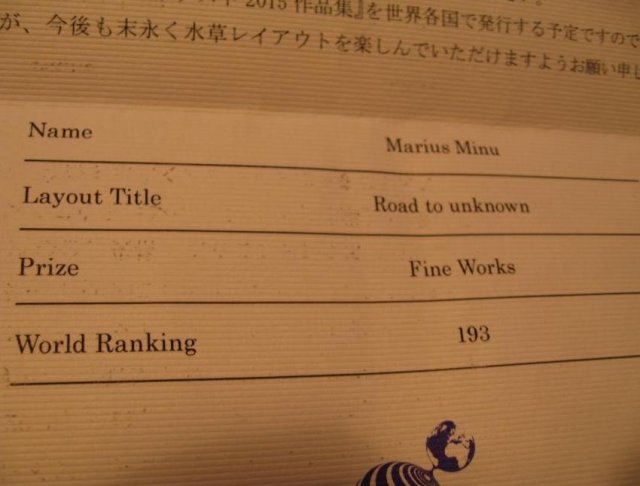 2015 作品集』を世界各国で発行する予定ですので
が、今後も末永く水草レイアウトを楽しんでいただけますようお願い申し
Name Marius Minu
Layout Title Road to unknown
Prize Fine Works
World Ranking 193